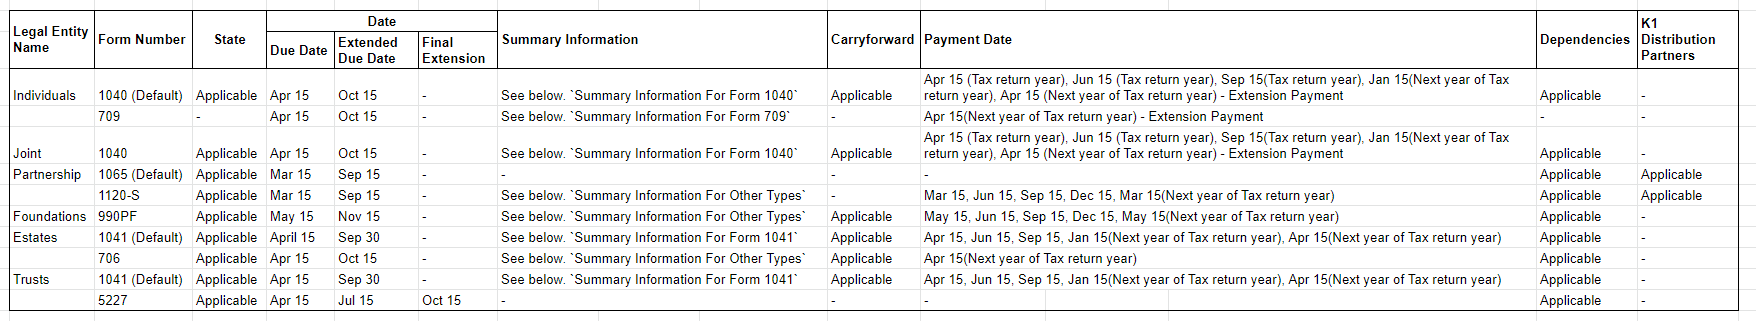 Legal Entity Name Form Number State Date Summary Information Carryforward Payment Date Dependencies K1 Distribution Partners
Due Date Extended Due Date Final Extension
Individuals 1040 (Default) Applicable Apr 15 Oct 15 - See below. `Summary Information For Form 1040` Applicable Apr 15 (Tax return year), Jun 15 (Tax return year), Sep 15(Tax return year), Jan 15(Next year of Tax return year), Apr 15 (Next year of Tax return year) - Extension Payment Applicable -
709 - Apr 15 Oct 15 - See below. `Summary Information For Form 709` - Apr 15(Next year of Tax return year) - Extension Payment - -
Joint 1040 Applicable Apr 15 Oct 15 - See below. `Summary Information For Form 1040` Applicable Apr 15 (Tax return year), Jun 15 (Tax return year), Sep 15(Tax return year), Jan 15(Next year of Tax return year), Apr 15 (Next year of Tax return year) - Extension Payment Applicable -
Partnership 1065 (Default) Applicable Mar 15 Sep 15 - - - - Applicable Applicable
1120-S Applicable Mar 15 Sep 15 - See below. `Summary Information For Other Types` - Mar 15, Jun 15, Sep 15, Dec 15, Mar 15(Next year of Tax return year) Applicable Applicable
Foundations 990PF Applicable May 15 Nov 15 - See below. `Summary Information For Other Types` Applicable May 15, Jun 15, Sep 15, Dec 15, May 15(Next year of Tax return year) Applicable -
Estates 1041 (Default) Applicable April 15 Sep 30 - See below. `Summary Information For Form 1041` Applicable Apr 15, Jun 15, Sep 15, Jan 15(Next year of Tax return year), Apr 15(Next year of Tax return year) Applicable -
706 Applicable Apr 15 Oct 15 - See below. `Summary Information For Other Types` Applicable Apr 15(Next year of Tax return year) Applicable -
Trusts 1041 (Default) Applicable Apr 15 Sep 30 - See below. `Summary Information For Form 1041` Applicable Apr 15, Jun 15, Sep 15, Jan 15(Next year of Tax return year), Apr 15(Next year of Tax return year) Applicable -
5227 Applicable Apr 15 Jul 15 Oct 15 - - - Applicable -